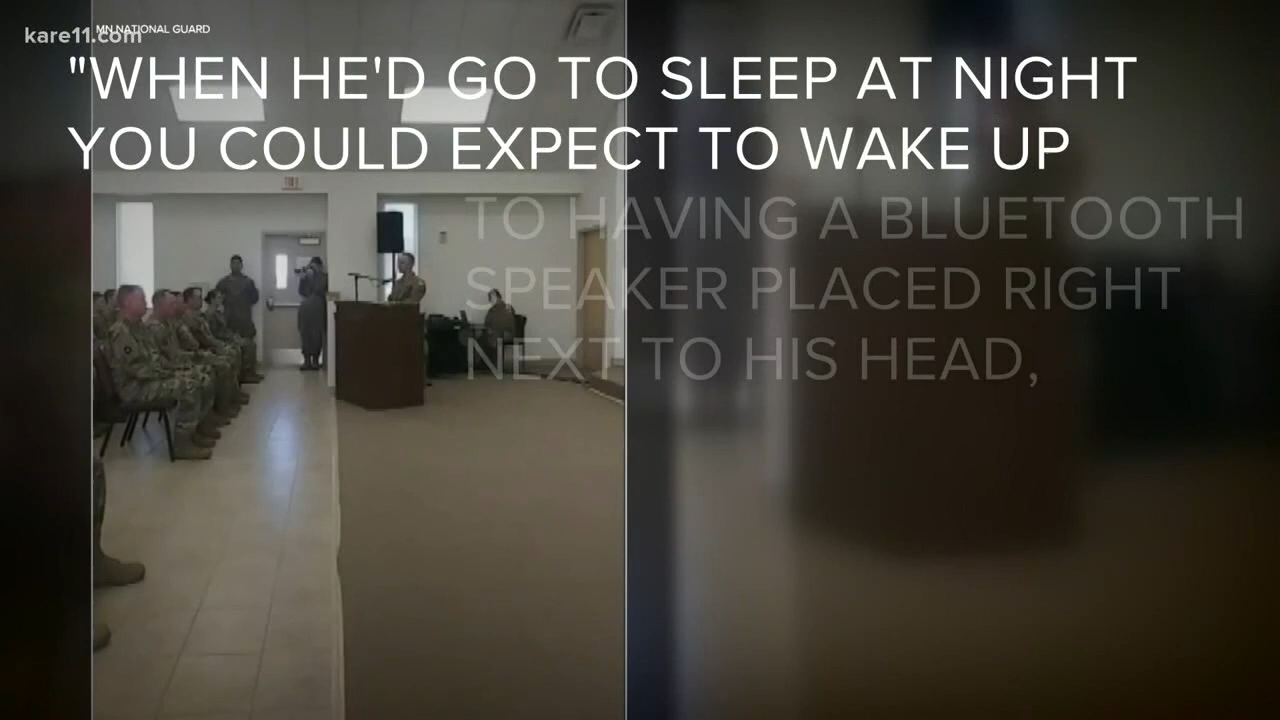 kare11.com
MN NATIONAL GUARD
"WHEN HE'D GO TO SLEEP AT NIGHT
YOU COULD EXPECT TO WAKE UP
TO HAVING A BLUETOOTH
SPEAKER PLACED RIGHT
NEXT TO HIS HEAD,